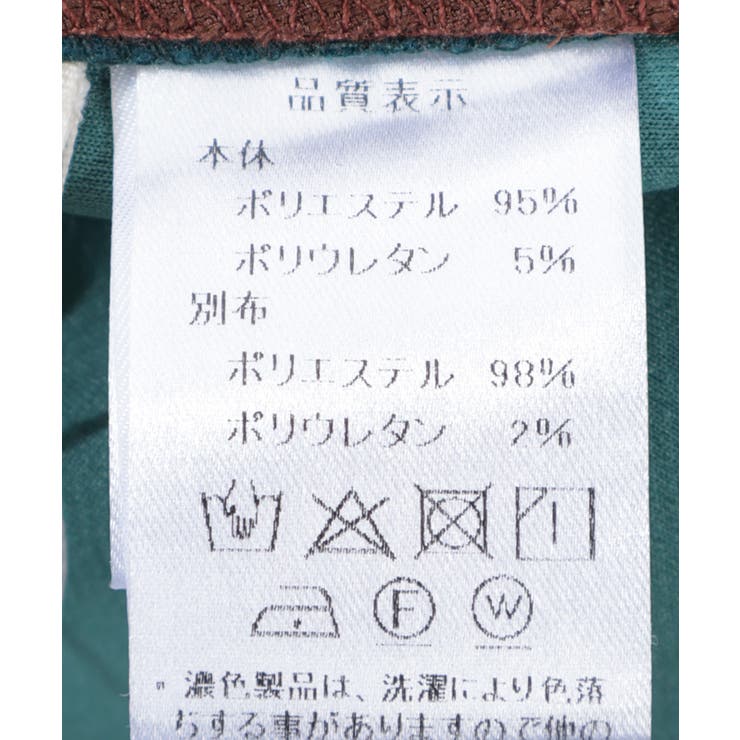 品質表示
本体
ポリエステル 95%
ポリウレタン 5%
別布
ポリエステル 98%
ポリウレタン 2%
F W
* 濃色製品は、洗濯により色落
ちする事がありますので他の